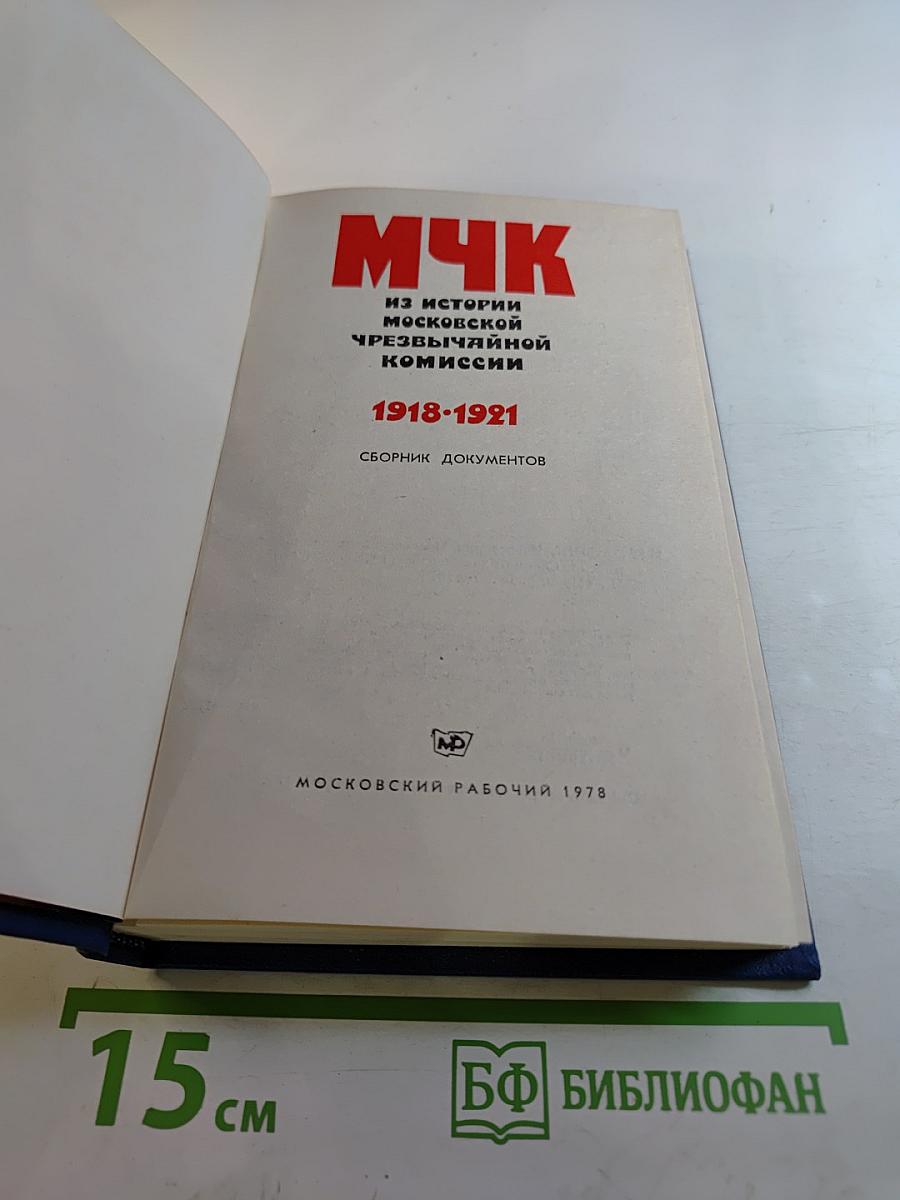 МЧК
ИЗ ИСТОРИИ
МОСКОВСКОЙ
ЧРЕЗВЫЧАЙНОЙ
КОМИССИИ
1918•1921
СБОРНИК ДОКУМЕНТОВ
МР
МОСКОВСКИЙ РАБОЧИЙ 1978
15 см
БФ БИБЛИОФАН